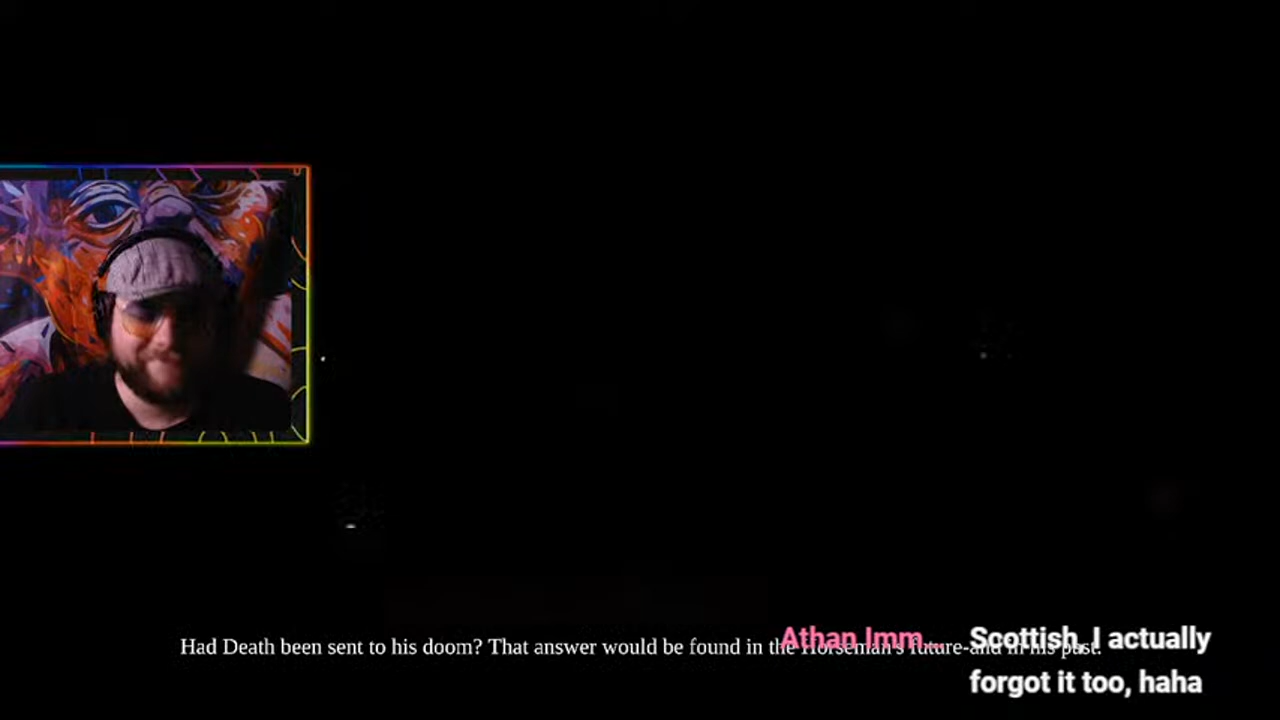 Had Death been sent to his doom? That answer would be found in the Horseman's future-and in his past.
Athan Imm... Scottish, I actually
forgot it too, haha